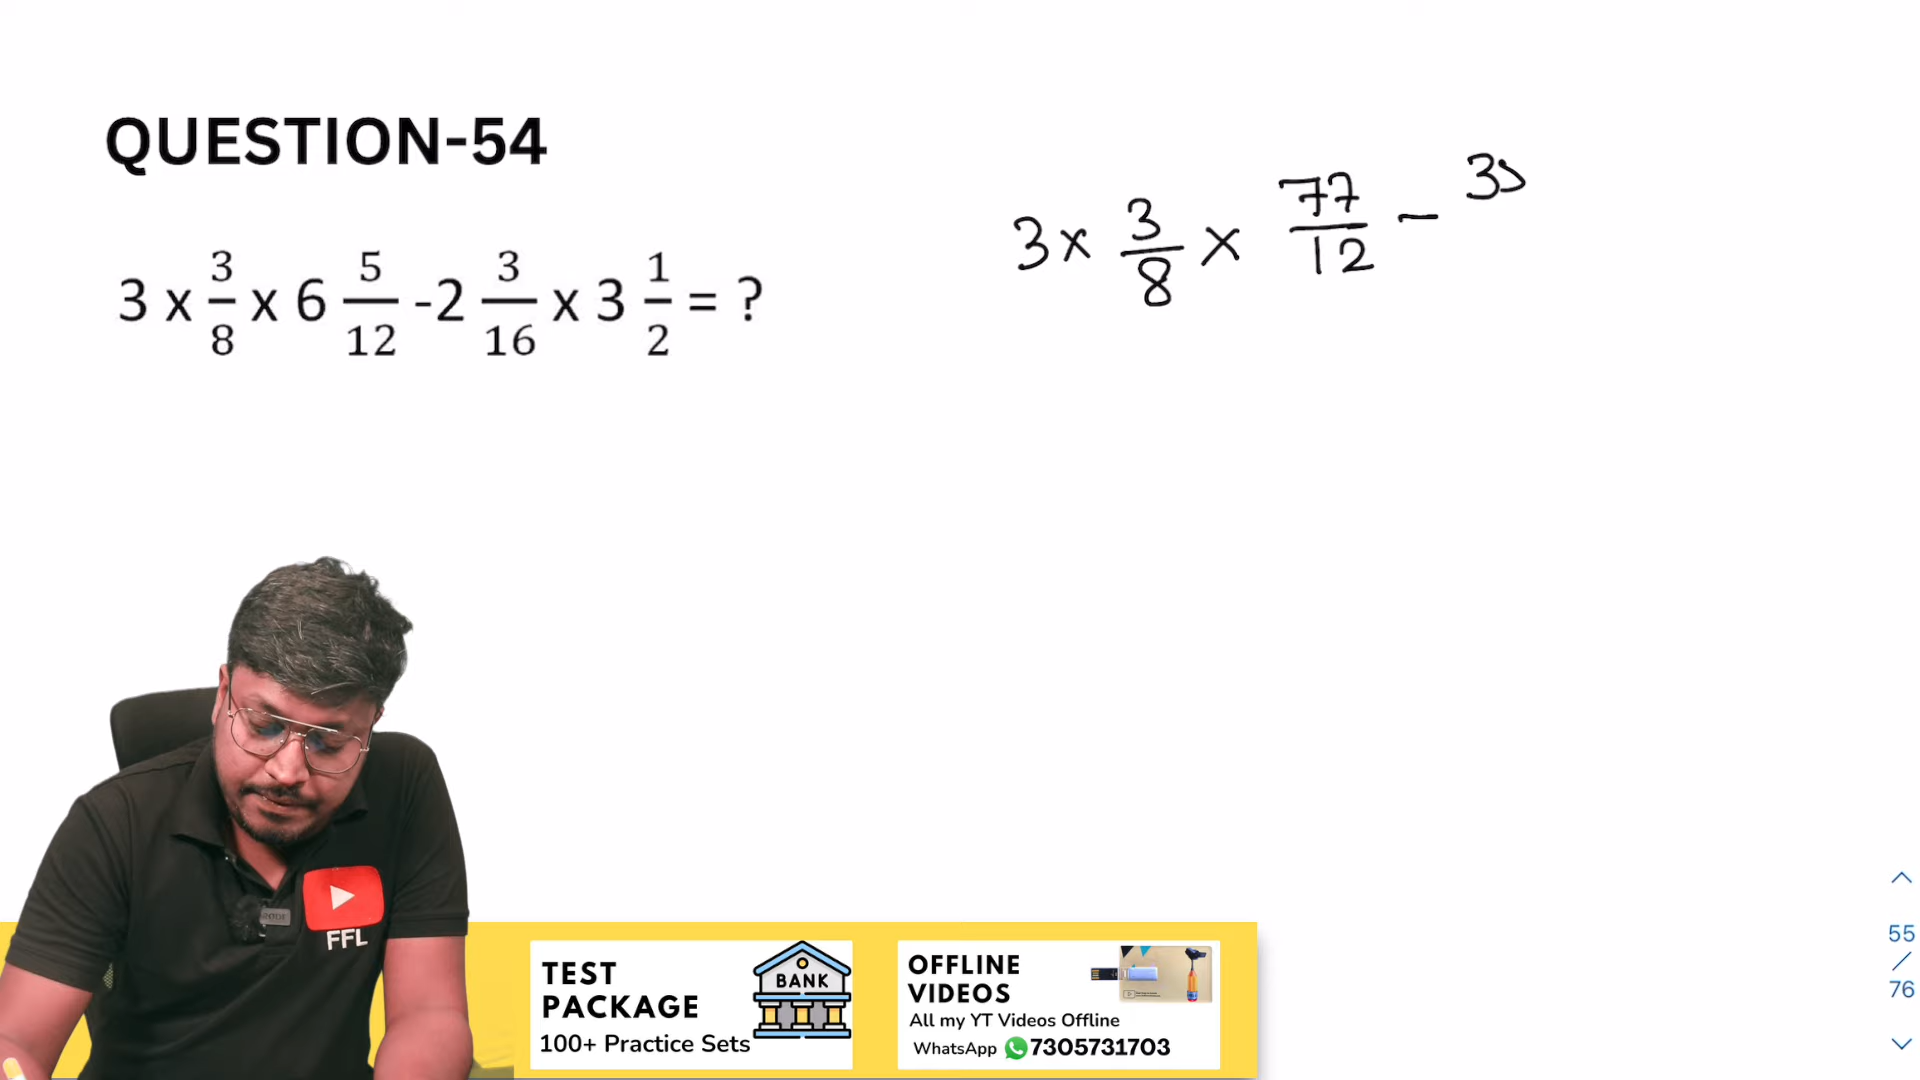 QUESTION-54
3 x 3/8 x 6 5/12 -2 3/16 x 3 1/2 = ?
3 x 3/8 x 77/12 - 35
FFL
TEST
PACKAGE
100+ Practice Sets
BANK
OFFLINE
VIDEOS
All my YT Videos Offline
WhatsApp 7305731703
55
/
76